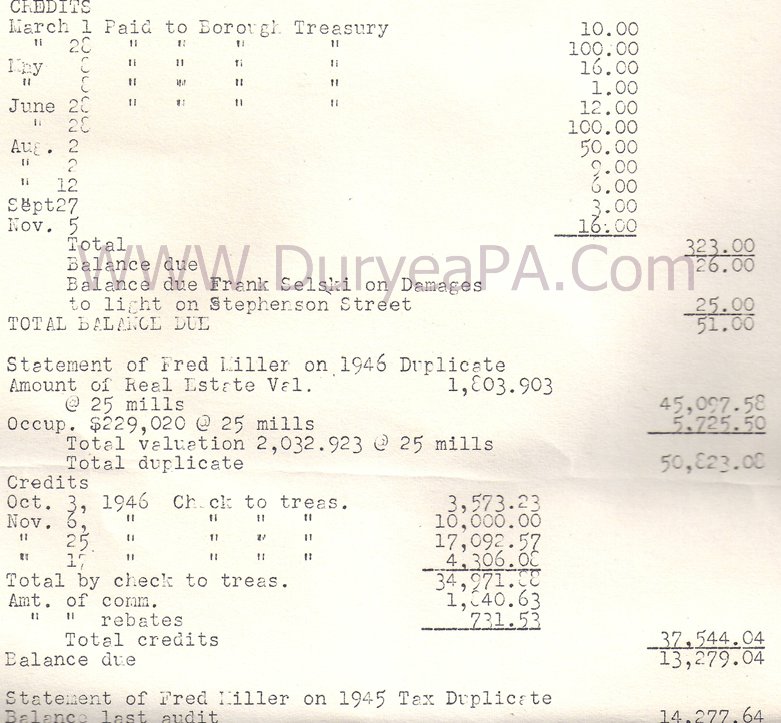 CREDITS
March 1 Paid to Borough Treasury 10.00
" 28 " " " " 100.00
May 8 " " " " 16.00
" 8 " " " " 1.00
June 28 " " " " 12.00
" 28 100.00
Aug. 2 50.00
" 2 9.00
" 12 6.00
Sept27 3.00
Nov. 5 16.00
Total 323.00
Balance due 26.00
Balance due Frank Selski on Damages
to light on Stephenson Street 25.00
TOTAL BALANCE DUE 51.00
WWW.DuryeaPA.Com
Statement of Fred Miller on 1946 Duplicate
Amount of Real Estate Val. 1,803.903
@ 25 mills 45,097.58
Occup. $229,020 @ 25 mills 5,725.50
Total valuation 2,032.923 @ 25 mills
Total duplicate 50,823.08
Credits
Oct. 3, 1946 Check to treas. 3,573.23
Nov. 6, " " " " 10,000.00
" 25 " " " " 17,092.57
" 17 " " " " 4,306.08
Total by check to treas. 34,971.88
Amt. of comm. 1,840.63
" " rebates 731.53
Total credits 37,544.04
Balance due 13,279.04
Statement of Fred Miller on 1945 Tax Duplicate
Balance last audit 14,277.64